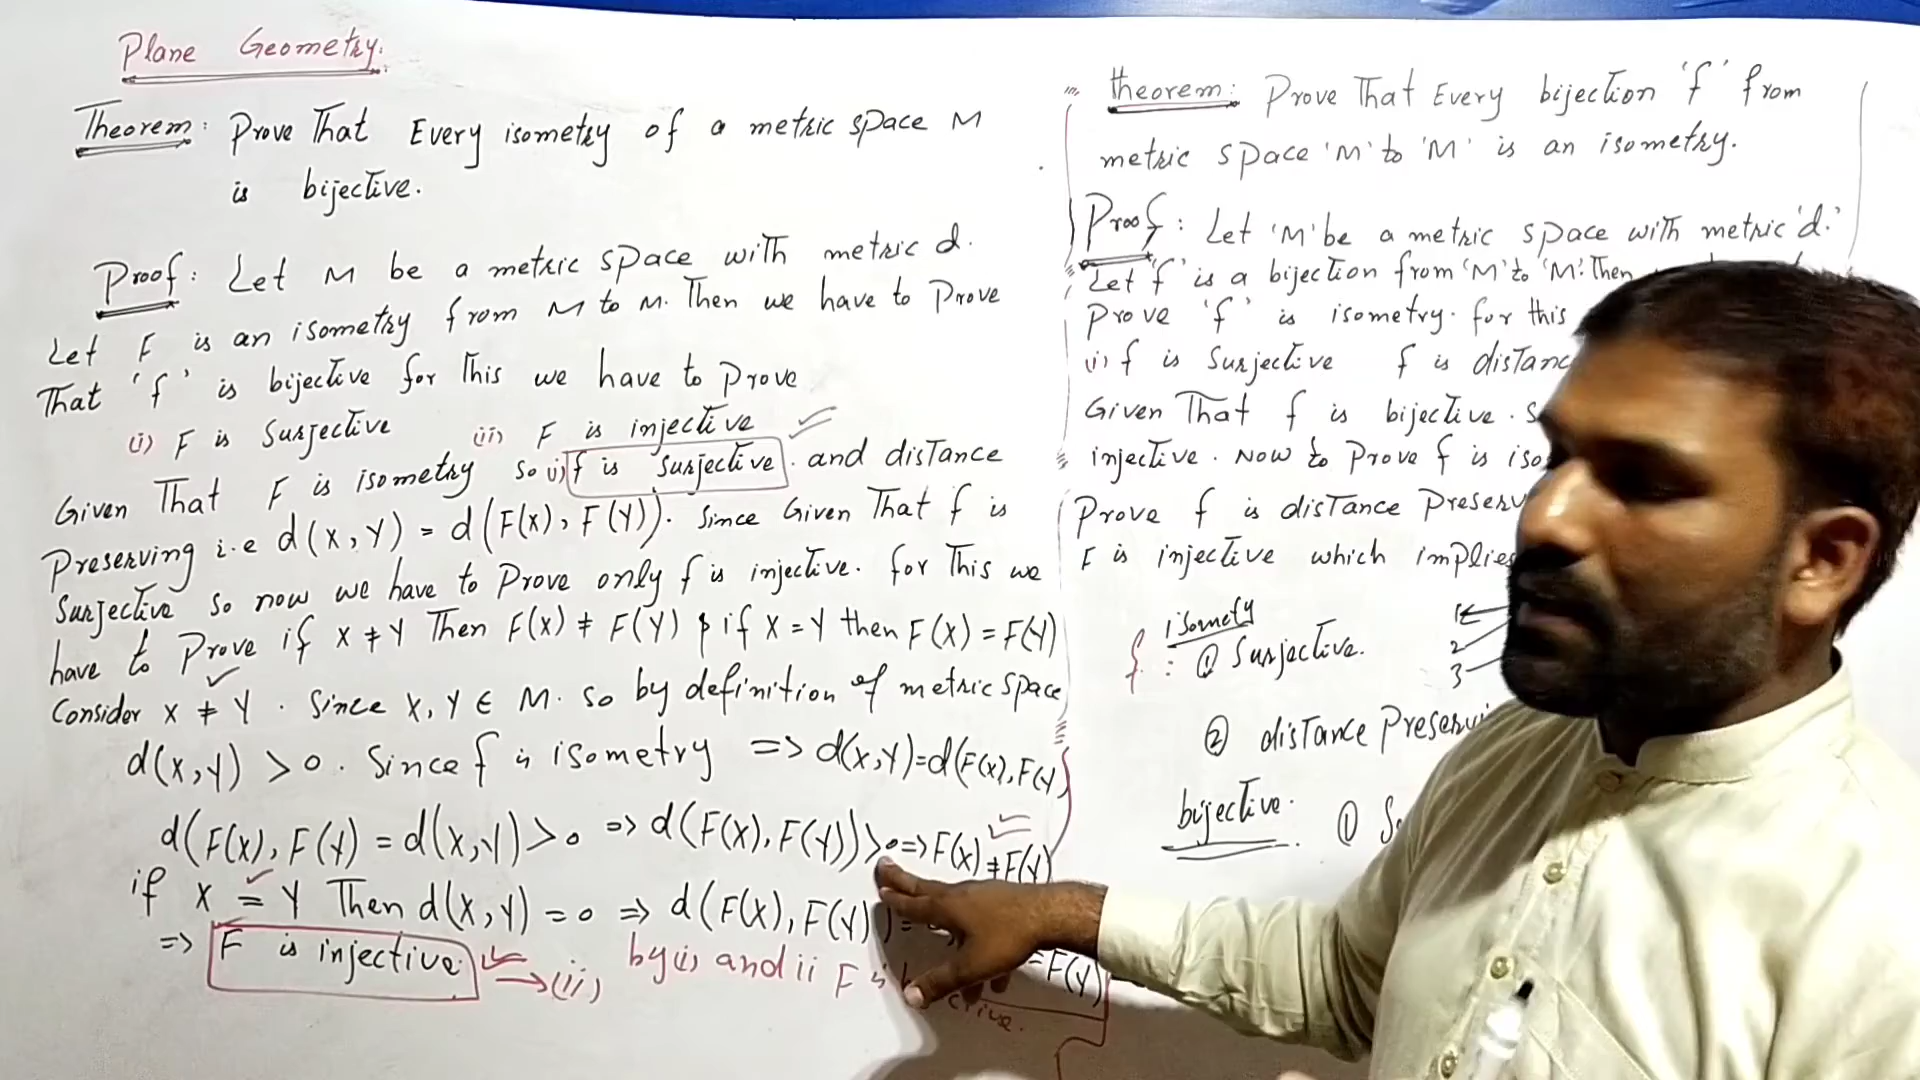 Plane Geometry.
Theorem: Prove That Every isometry of a metric space M
is bijective.
Proof: Let M be a metric space with metric d.
Let F is an isometry from M to M. Then we have to Prove
That 'f' is bijective for This we have to Prove
(i) F is Surjective (ii) F is injective
Given That F is isometry so i) f is surjective. and distance
Preserving i.e d(X, Y) = d(F(X), F(Y)). Since Given That f is
Surjective so now we have to Prove only f is injective. for This we
have to Prove if X ≠ Y Then F(X) ≠ F(Y) & if X = Y then F(X) = F(Y)
Consider X ≠ Y. Since X, Y ∈ M. so by definition of metric space
d(X, Y) > 0. Since f is isometry => d(X, Y) = d(F(X), F(Y)
d(F(X), F(Y) = d(X, Y) > 0 => d(F(X), F(Y)) > 0 => F(X) ≠ F(Y)
if X = Y Then d(X, Y) = 0 => d(F(X), F(Y)) =
= F(Y)
=> F is injective. → (ii) by (i) and ii F is
theorem: Prove That Every bijection 'f' from
metric space 'M' to 'M' is an isometry.
Proof: Let 'M' be a metric space with metric 'd.'
Let 'f' is a bijection from 'M' to 'M'. Then
Prove 'f' is isometry. for this
(i) f is Surjective f is
Given That f is bijective.
injective. Now to Prove f is
Prove f is distance
F is injective which
isometry
f : ① Surjective.
1
2
3
② distance
bijective. ①